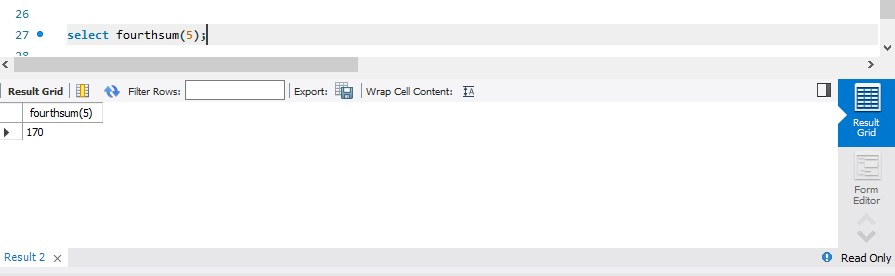 26
27 select fourthsum(5);
28
Result Grid Filter Rows: Export: Wrap Cell Content:
fourthsum(5)
170
Result
Grid
Form
Editor
Result 2 Read Only